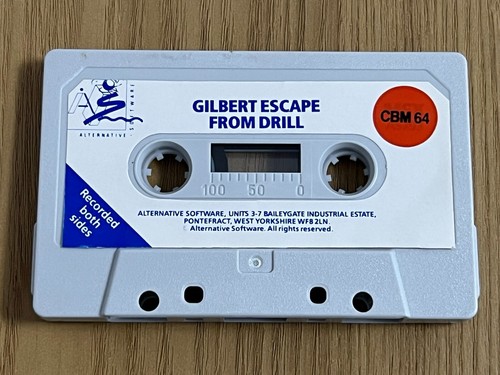 GILBERT ESCAPE
FROM DRILL
CBM 64
ALTERNATIVE
SOFTWARE
100 50 0
Recorded
both
sides
ALTERNATIVE SOFTWARE, UNITS 3-7 BAILEYGATE INDUSTRIAL ESTATE,
PONTEFRACT, WEST YORKSHIRE WF8 2LN.
© Alternative Software. All rights reserved.